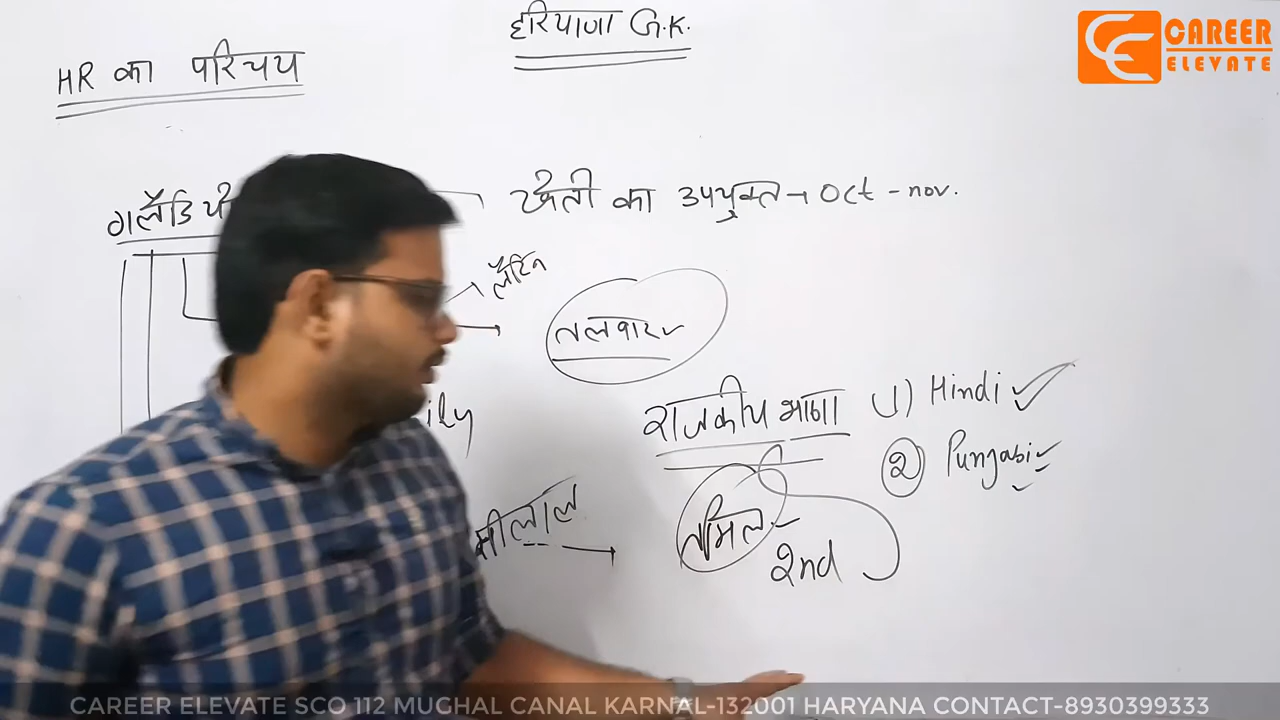 हरियाणा G.K.
CAREER
ELEVATE
HR का परिचय
खेती का उपयुक्त → Oct - nov.
लैटिन
तलवार
राजकीय भाषा 1) Hindi
② Punjabi
ily
तमिल
2nd
CAREER ELEVATE SCO 112 MUGHAL CANAL KARNAL-132001 HARYANA CONTACT-8930399333